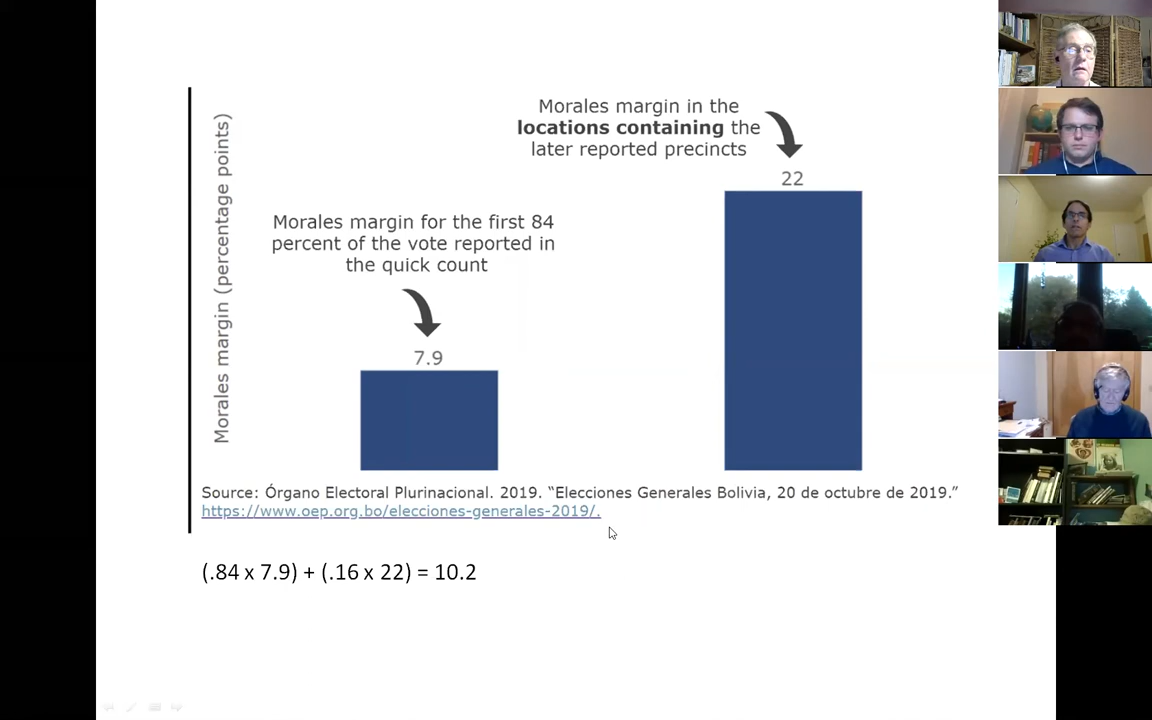 Morales margin (percentage points)
Morales margin in the
locations containing the
later reported precincts
22
Morales margin for the first 84
percent of the vote reported in
the quick count
7.9
Source: Órgano Electoral Plurinacional. 2019. “Elecciones Generales Bolivia, 20 de octubre de 2019.”
https://www.oep.org.bo/elecciones-generales-2019/.
(.84 x 7.9) + (.16 x 22) = 10.2